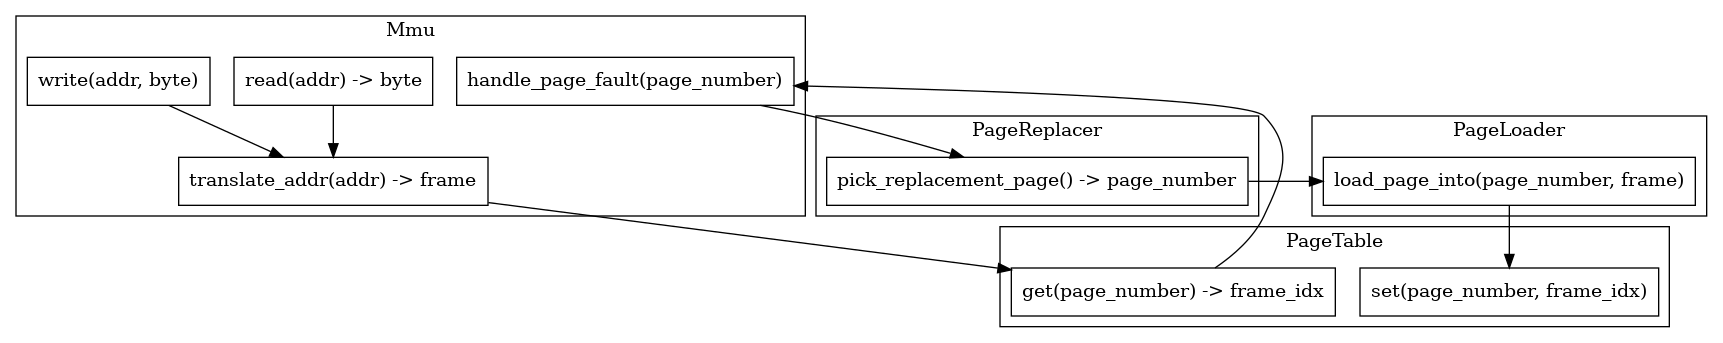 Mmu
write(addr, byte)
read(addr) -> byte
handle_page_fault(page_number)
translate_addr(addr) -> frame
PageReplacer
pick_replacement_page() -> page_number
PageLoader
load_page_into(page_number, frame)
PageTable
get(page_number) -> frame_idx
set(page_number, frame_idx)